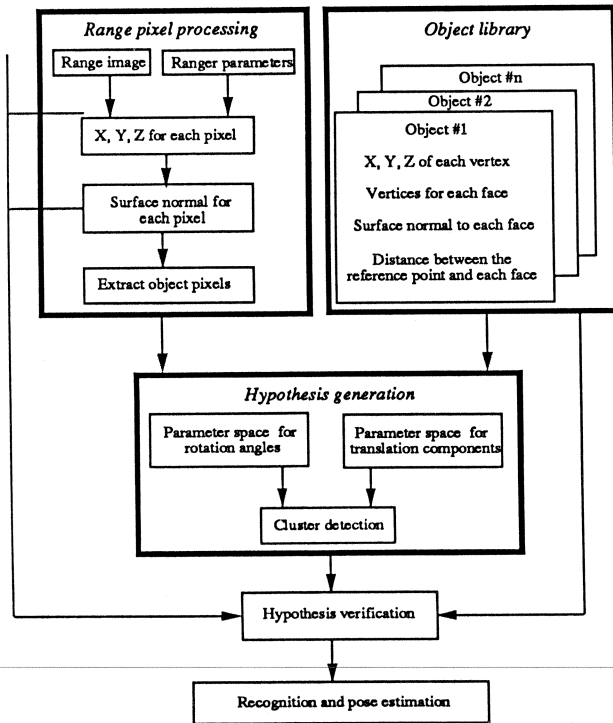 Range pixel processing
Range image
Ranger parameters
X, Y, Z for each pixel
Surface normal for
each pixel
Extract object pixels
Object library
Object #n
Object #2
Object #1
X, Y, Z of each vertex
Vertices for each face
Surface normal to each face
Distance between the
reference point and each face
Hypothesis generation
Parameter space for
rotation angles
Parameter space for
translation components
Cluster detection
Hypothesis verification
Recognition and pose estimation